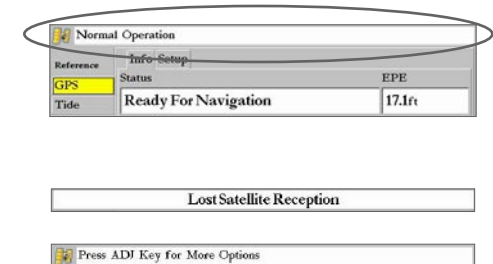 Normal Operation
Reference
Info Setup
GPS
Status EPE
Tide
Ready For Navigation 17.1ft
Lost Satellite Reception
Press ADJ Key for More Options